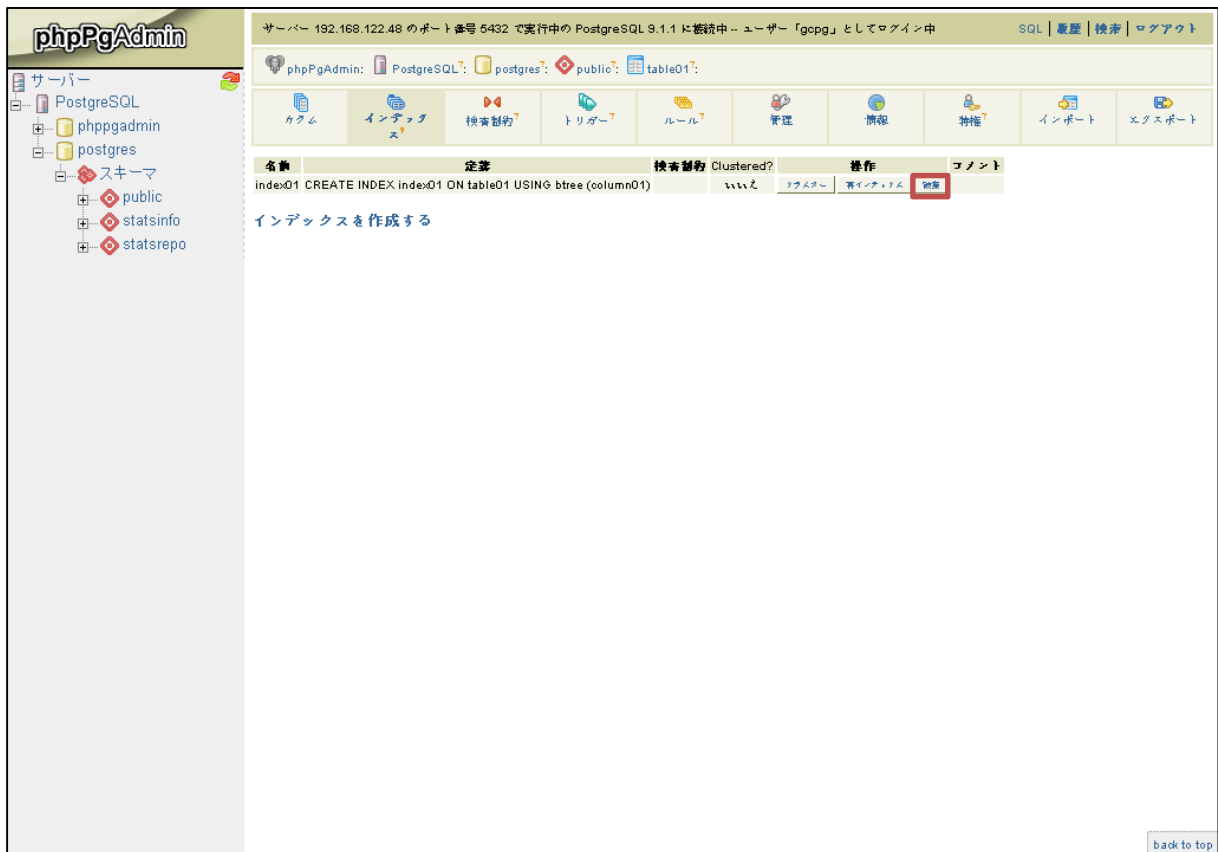 phpPgAdmin
サーバー 192.168.122.48 のポート番号 5432 で実行中の PostgreSQL 9.1.1 に接続中 -- ユーザー「gopg」としてログイン中
SQL | 履歴 | 検索 | ログアウト
phpPgAdmin: PostgreSQL?: postgres?: public?: table01?:
サーバー
PostgreSQL
phppgadmin
postgres
スキーマ
public
statsinfo
statsrepo
カラム
インデックス?
検査制約?
トリガー?
ルール?
管理
情報
特権?
インポート
エクスポート
名前 定義 検査制約 Clustered? 操作 コメント
index01 CREATE INDEX index01 ON table01 USING btree (column01) いいえ クラスター 再インデックス 破棄
インデックスを作成する
back to top